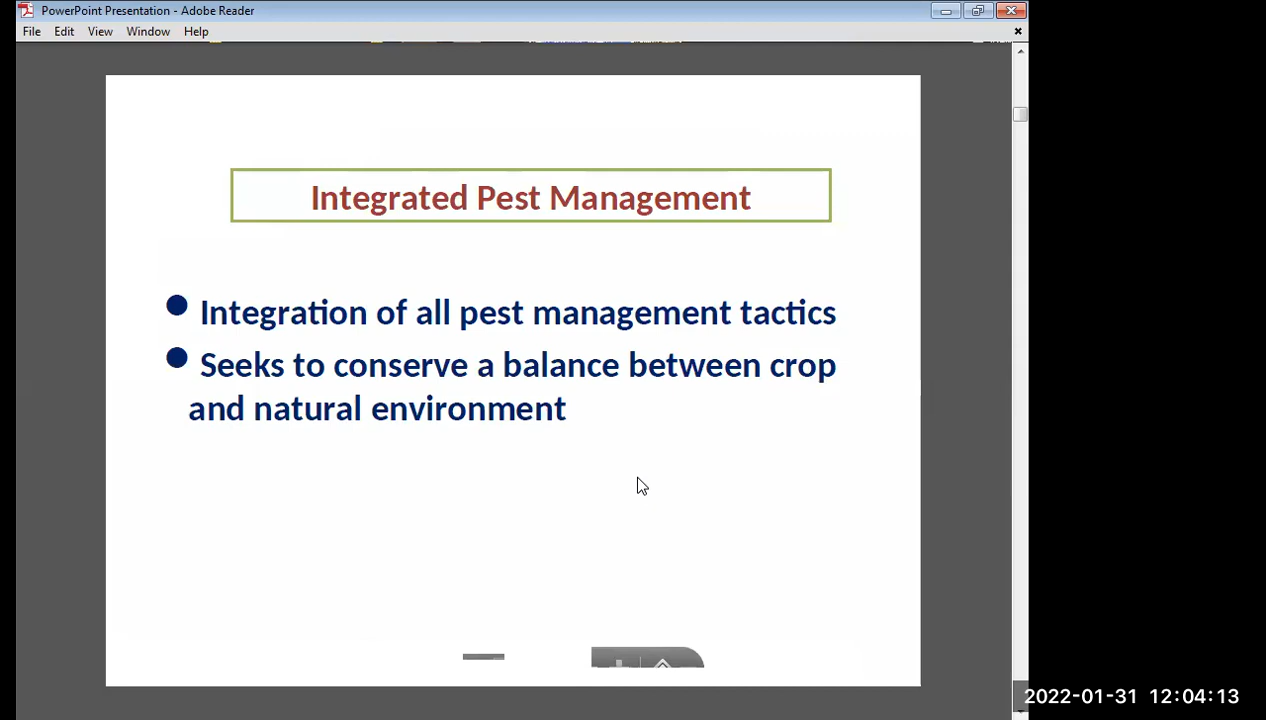 PowerPoint Presentation - Adobe Reader
File Edit View Window Help
Integrated Pest Management
Integration of all pest management tactics
Seeks to conserve a balance between crop
and natural environment
2022-01-31 12:04:13